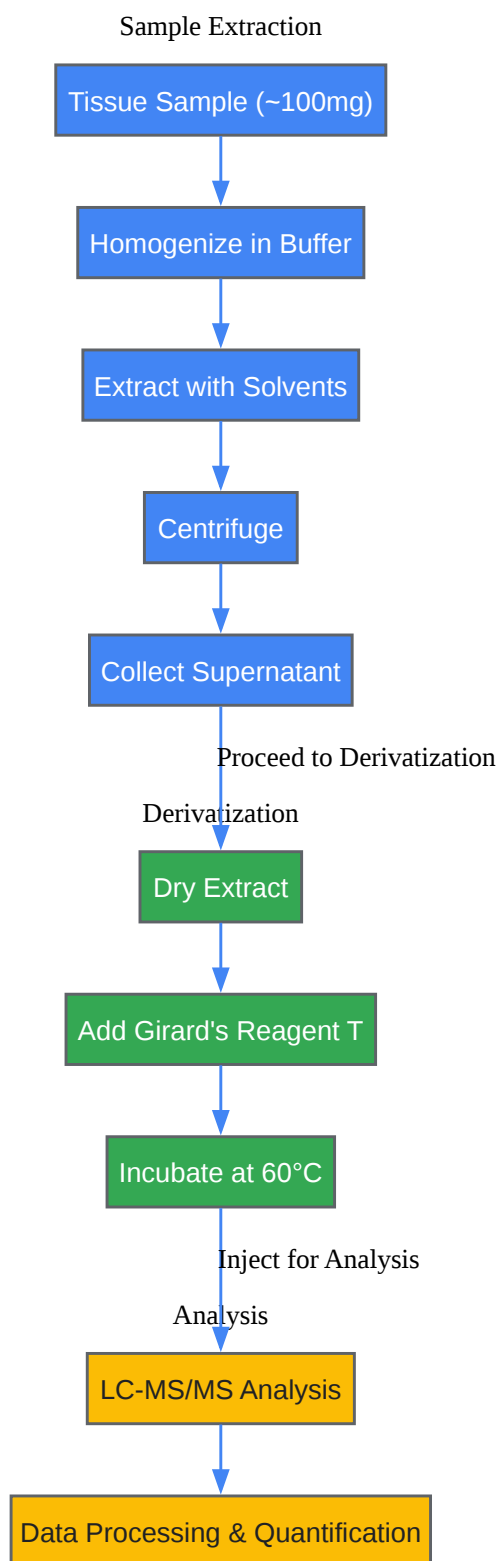 Sample Extraction
Tissue Sample (~100mg)
Homogenize in Buffer
Extract with Solvents
Centrifuge
Collect Supernatant
Proceed to Derivatization
Derivatization
Dry Extract
Add Girard's Reagent T
Incubate at 60°C
Inject for Analysis
Analysis
LC-MS/MS Analysis
Data Processing & Quantification